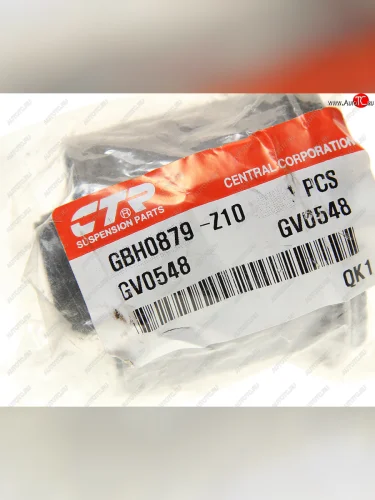 www.AutoTC.ru
CTR®
SUSPENSION PARTS
CENTRAL CORPORATION
GBH0879 -Z10
1 PCS
GV0548
GV0548
QK1